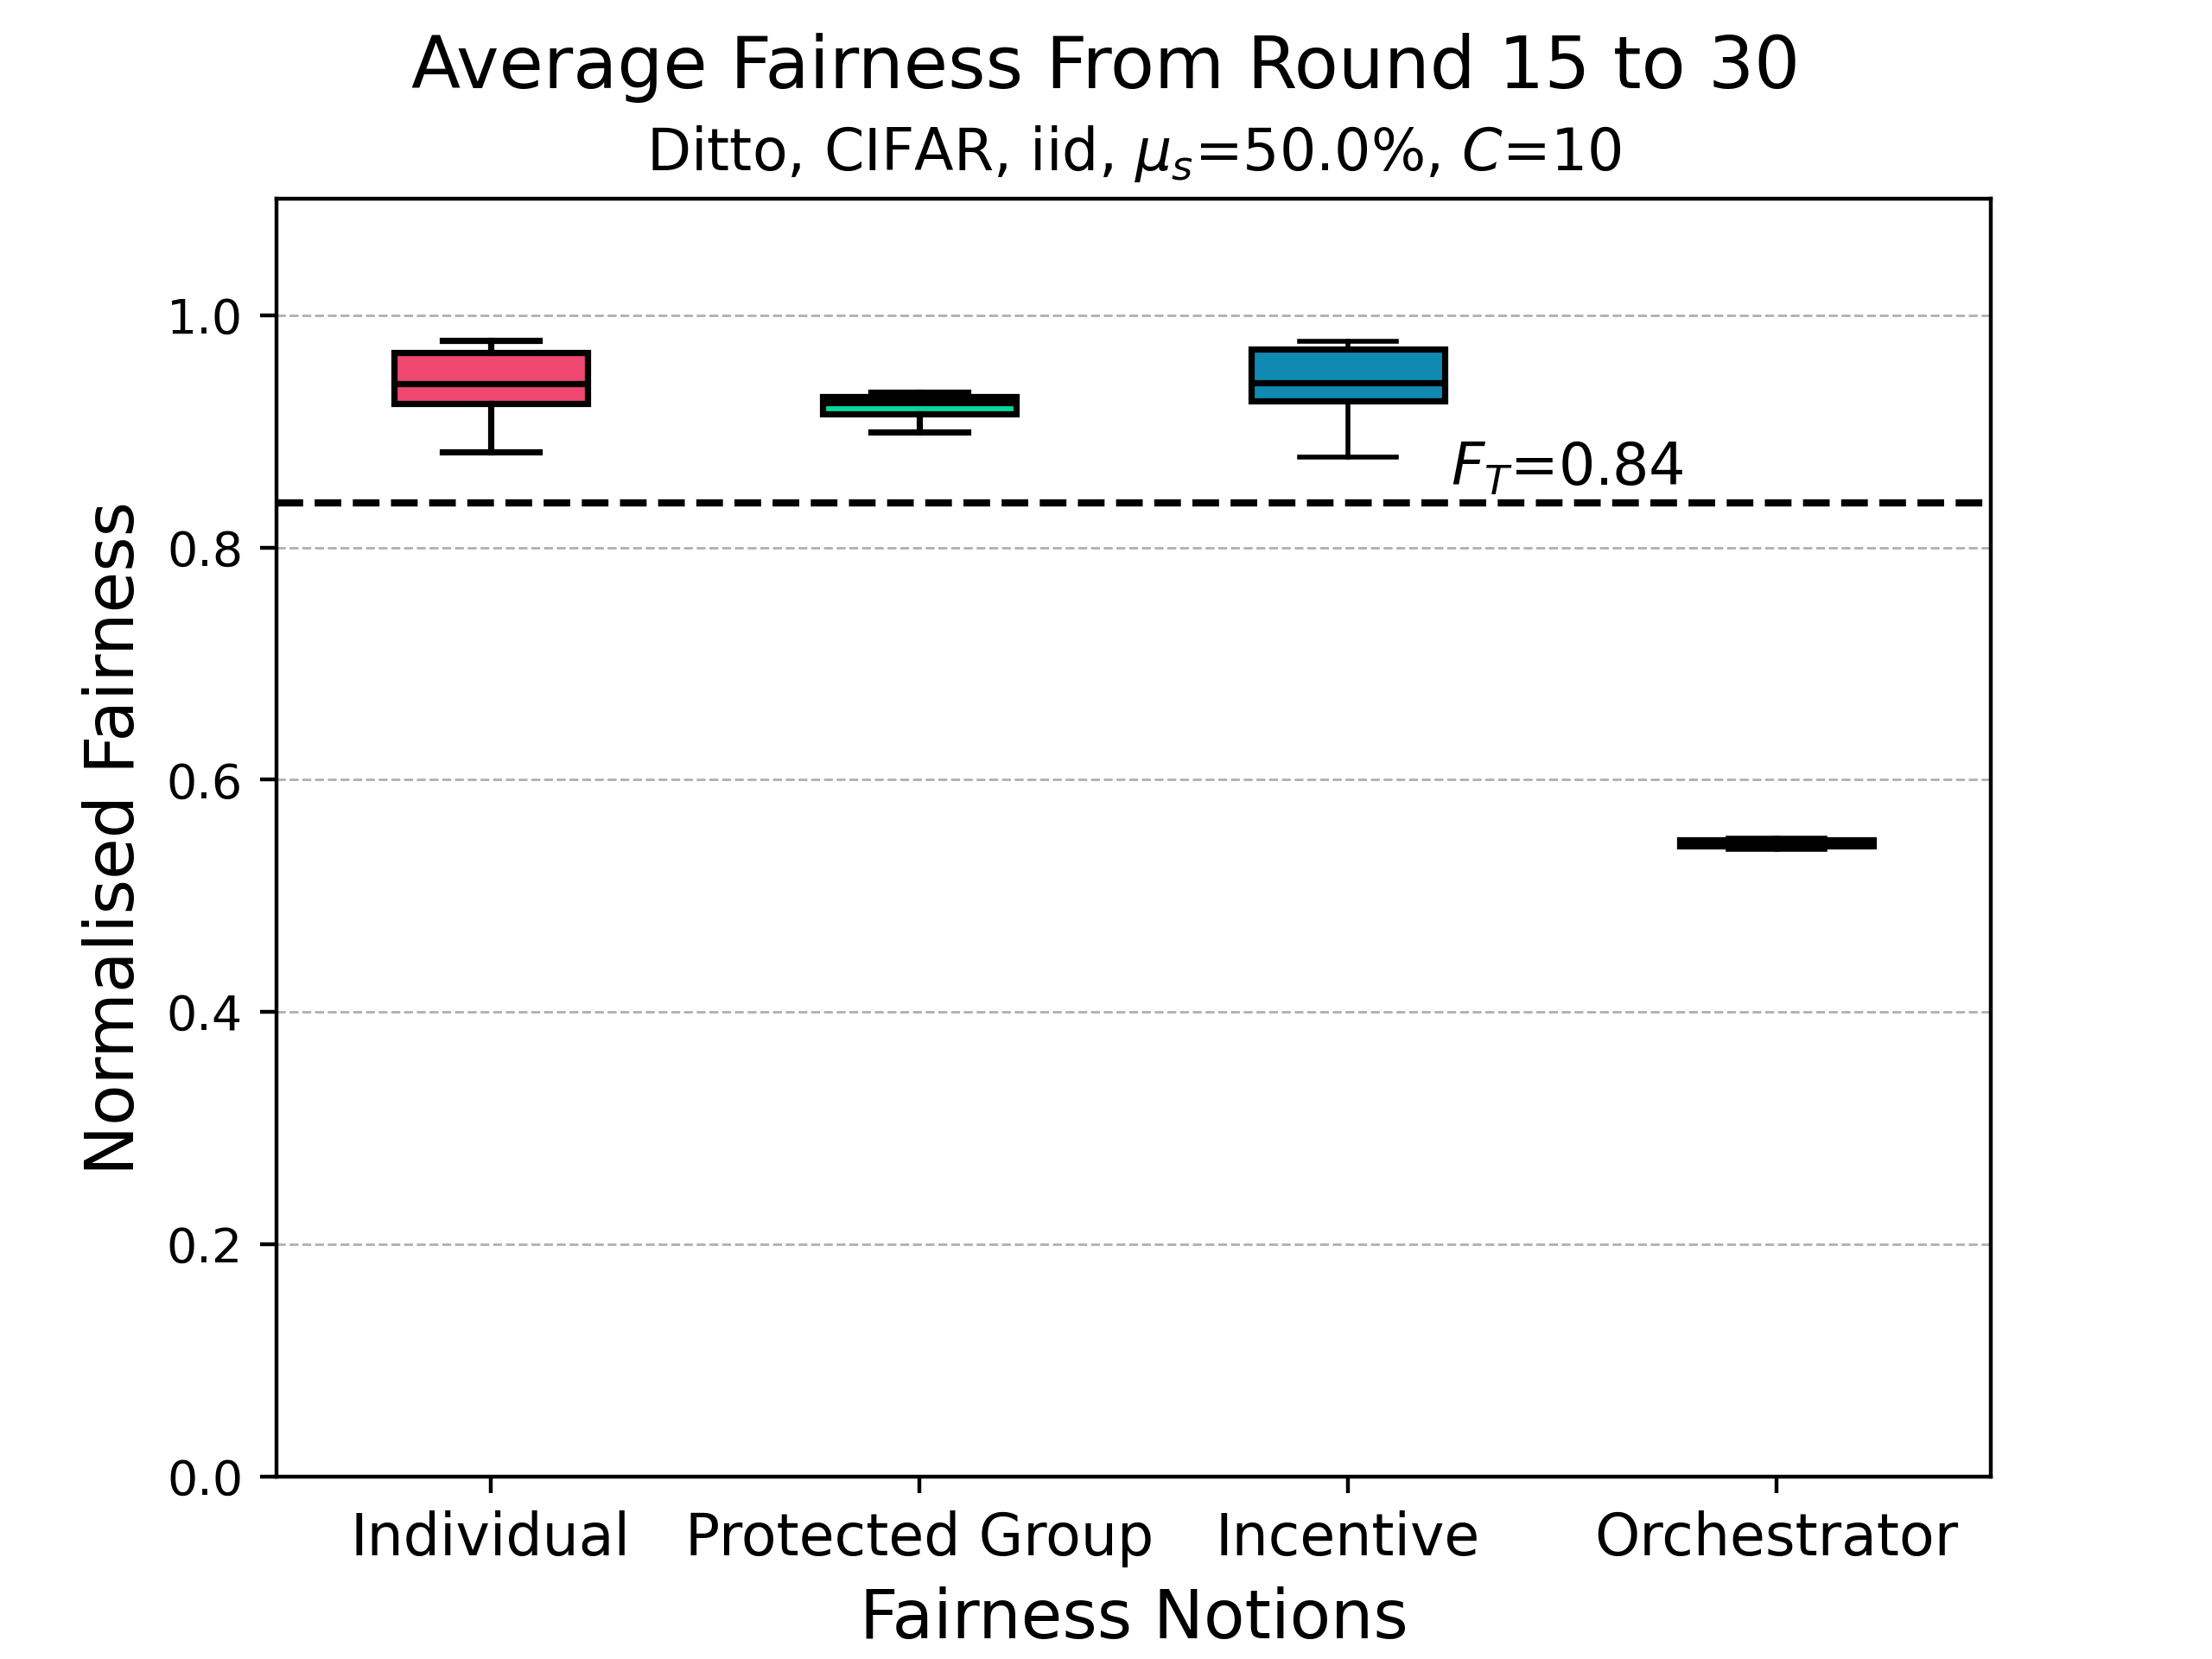 Average Fairness From Round 15 to 30
Ditto, CIFAR, iid, μs=50.0%, C=10
1.0
0.8
0.6
0.4
0.2
0.0
Normalised Fairness
FT=0.84
Individual Protected Group Incentive Orchestrator
Fairness Notions